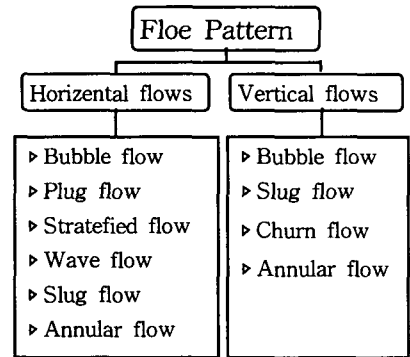 Floe Pattern
Horizental flows
Vertical flows
▹ Bubble flow
▹ Plug flow
▹ Stratefied flow
▹ Wave flow
▹ Slug flow
▹ Annular flow
▹ Bubble flow
▹ Slug flow
▹ Churn flow
▹ Annular flow